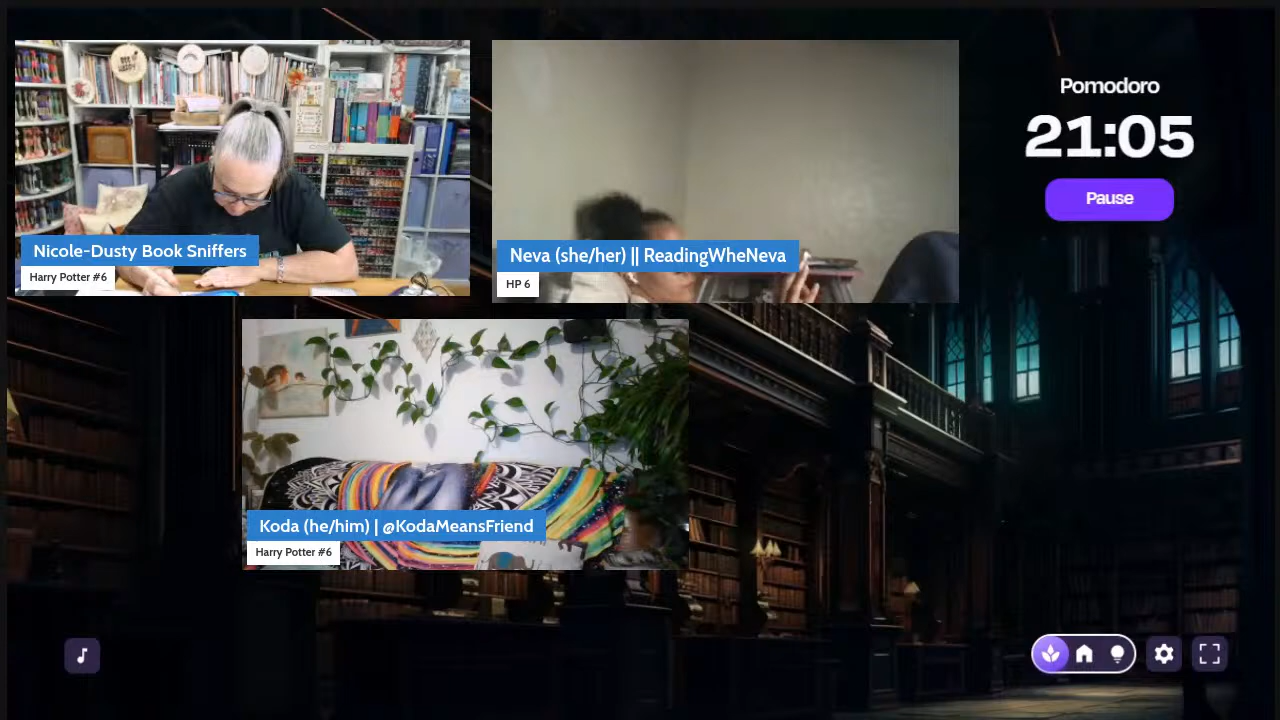 Nicole-Dusty Book Sniffers
Harry Potter #6
Neva (she/her) || ReadingWheNeva
HP 6
Koda (he/him) | @KodaMeansFriend
Harry Potter #6
Pomodoro
21:05
Pause